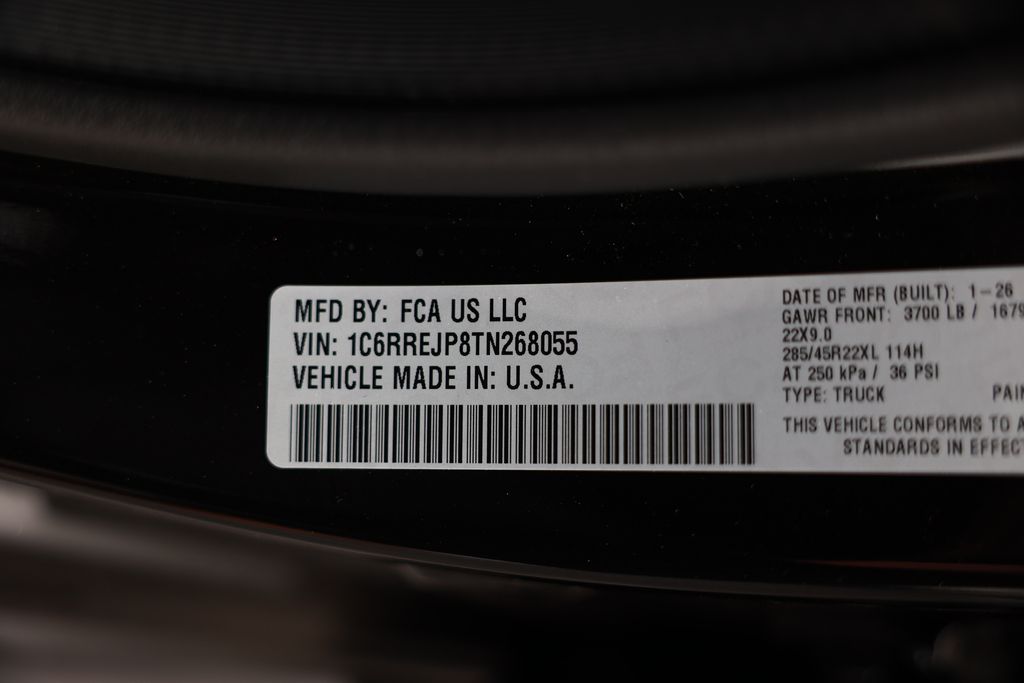 MFD BY: FCA US LLC
VIN: 1C6RREJP8TN268055
VEHICLE MADE IN: U.S.A.
DATE OF MFR (BUILT): 1-26
GAWR FRONT: 3700 LB / 1679
22X9.0
285/45R22XL 114H
AT 250 kPa / 36 PSI
TYPE: TRUCK
THIS VEHICLE CONFORMS TO A
STANDARDS IN EFFECT